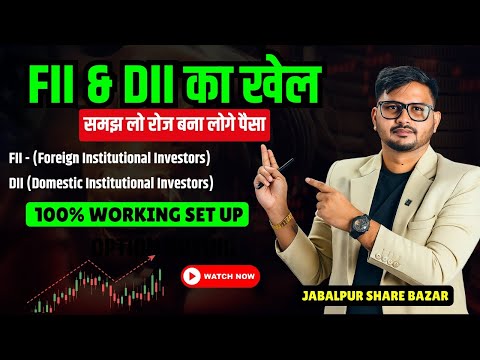 FII & DII का खेल
समझ लो रोज बना लोगे पैसा
FII - (Foreign Institutional Investors)
DII (Domestic Institutional Investors)
100% WORKING SET UP
WATCH NOW
JABALPUR SHARE BAZAR